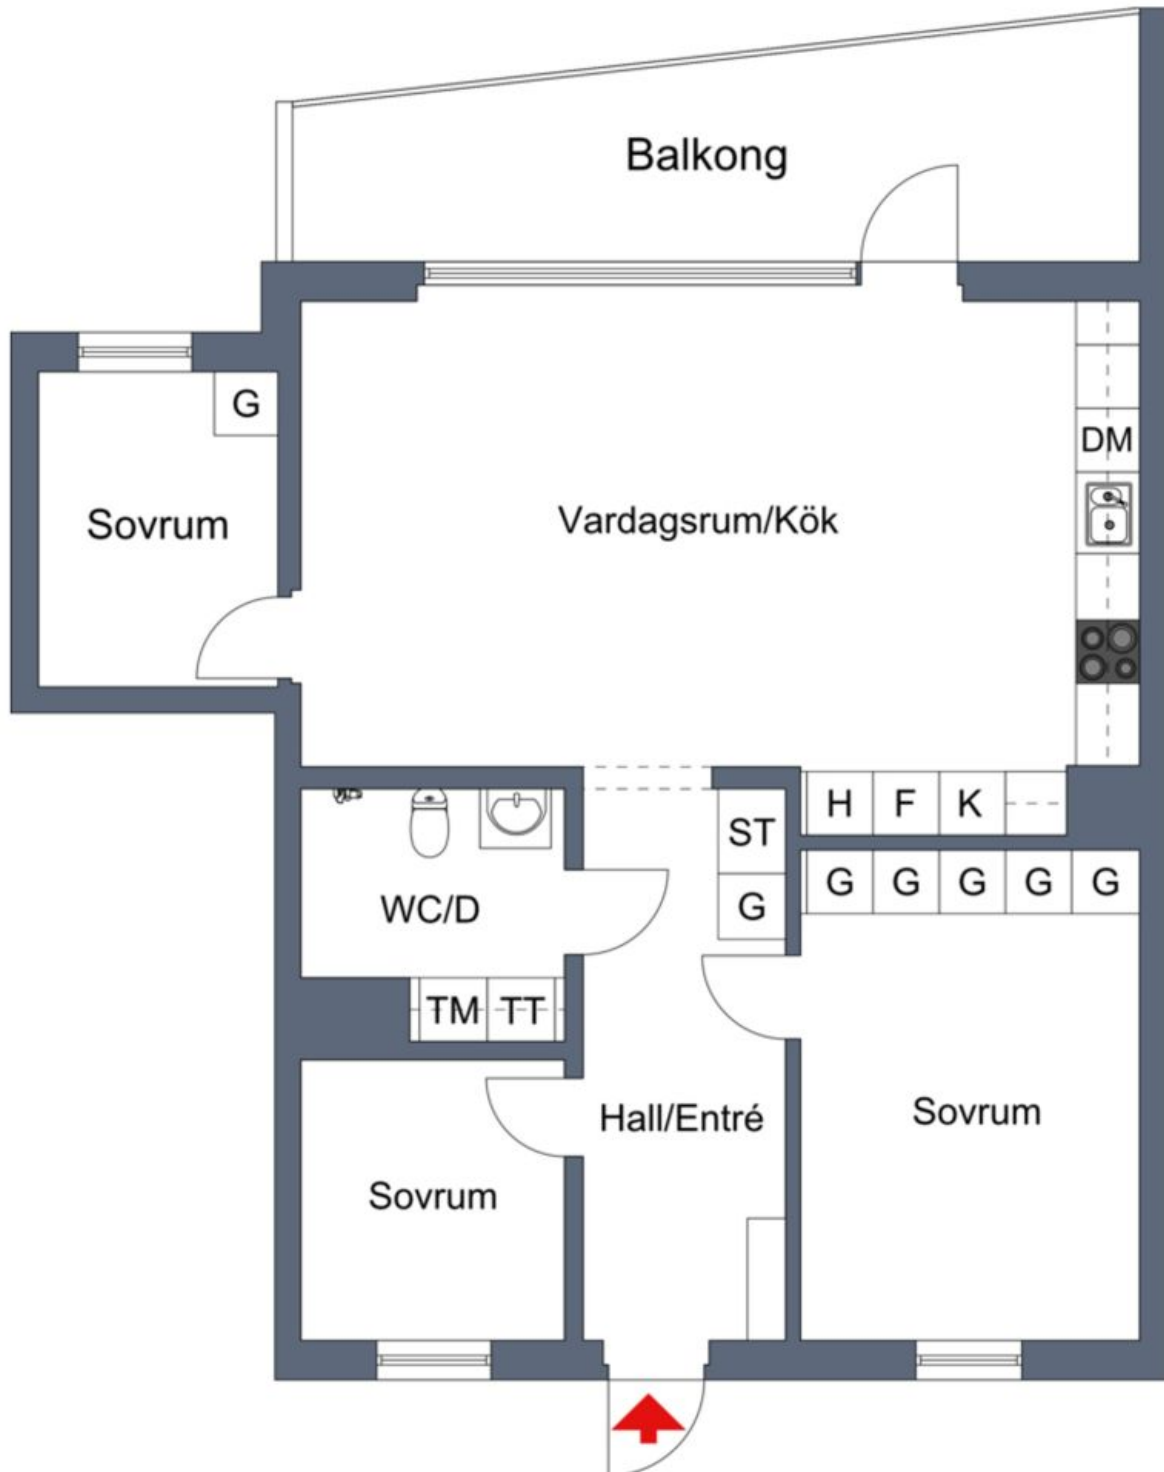 Balkong
G
DM
Sovrum
Vardagsrum/Kök
H F K
ST
G G G G G
G
WC/D
TM TT
Hall/Entré
Sovrum
Sovrum